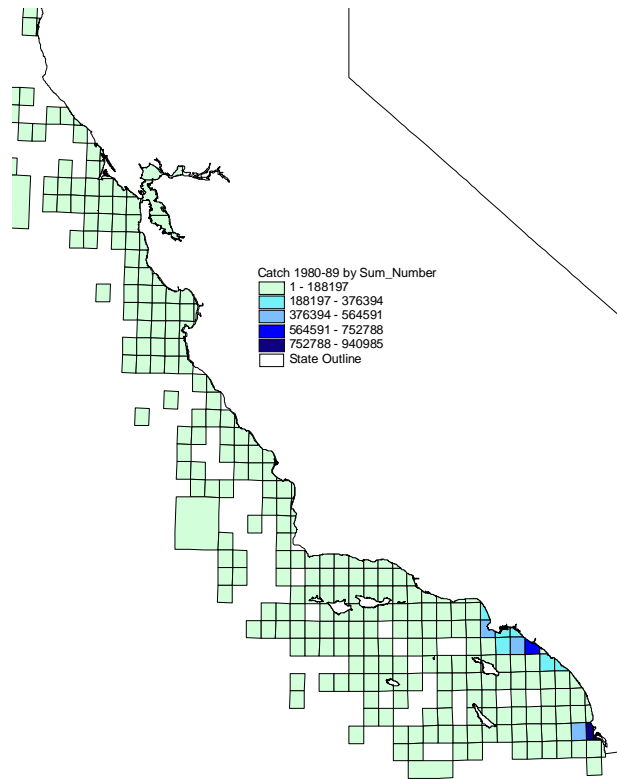 Catch 1980-89 by Sum_Number
1 - 188197
188197 - 376394
376394 - 564591
564591 - 752788
752788 - 940985
State Outline